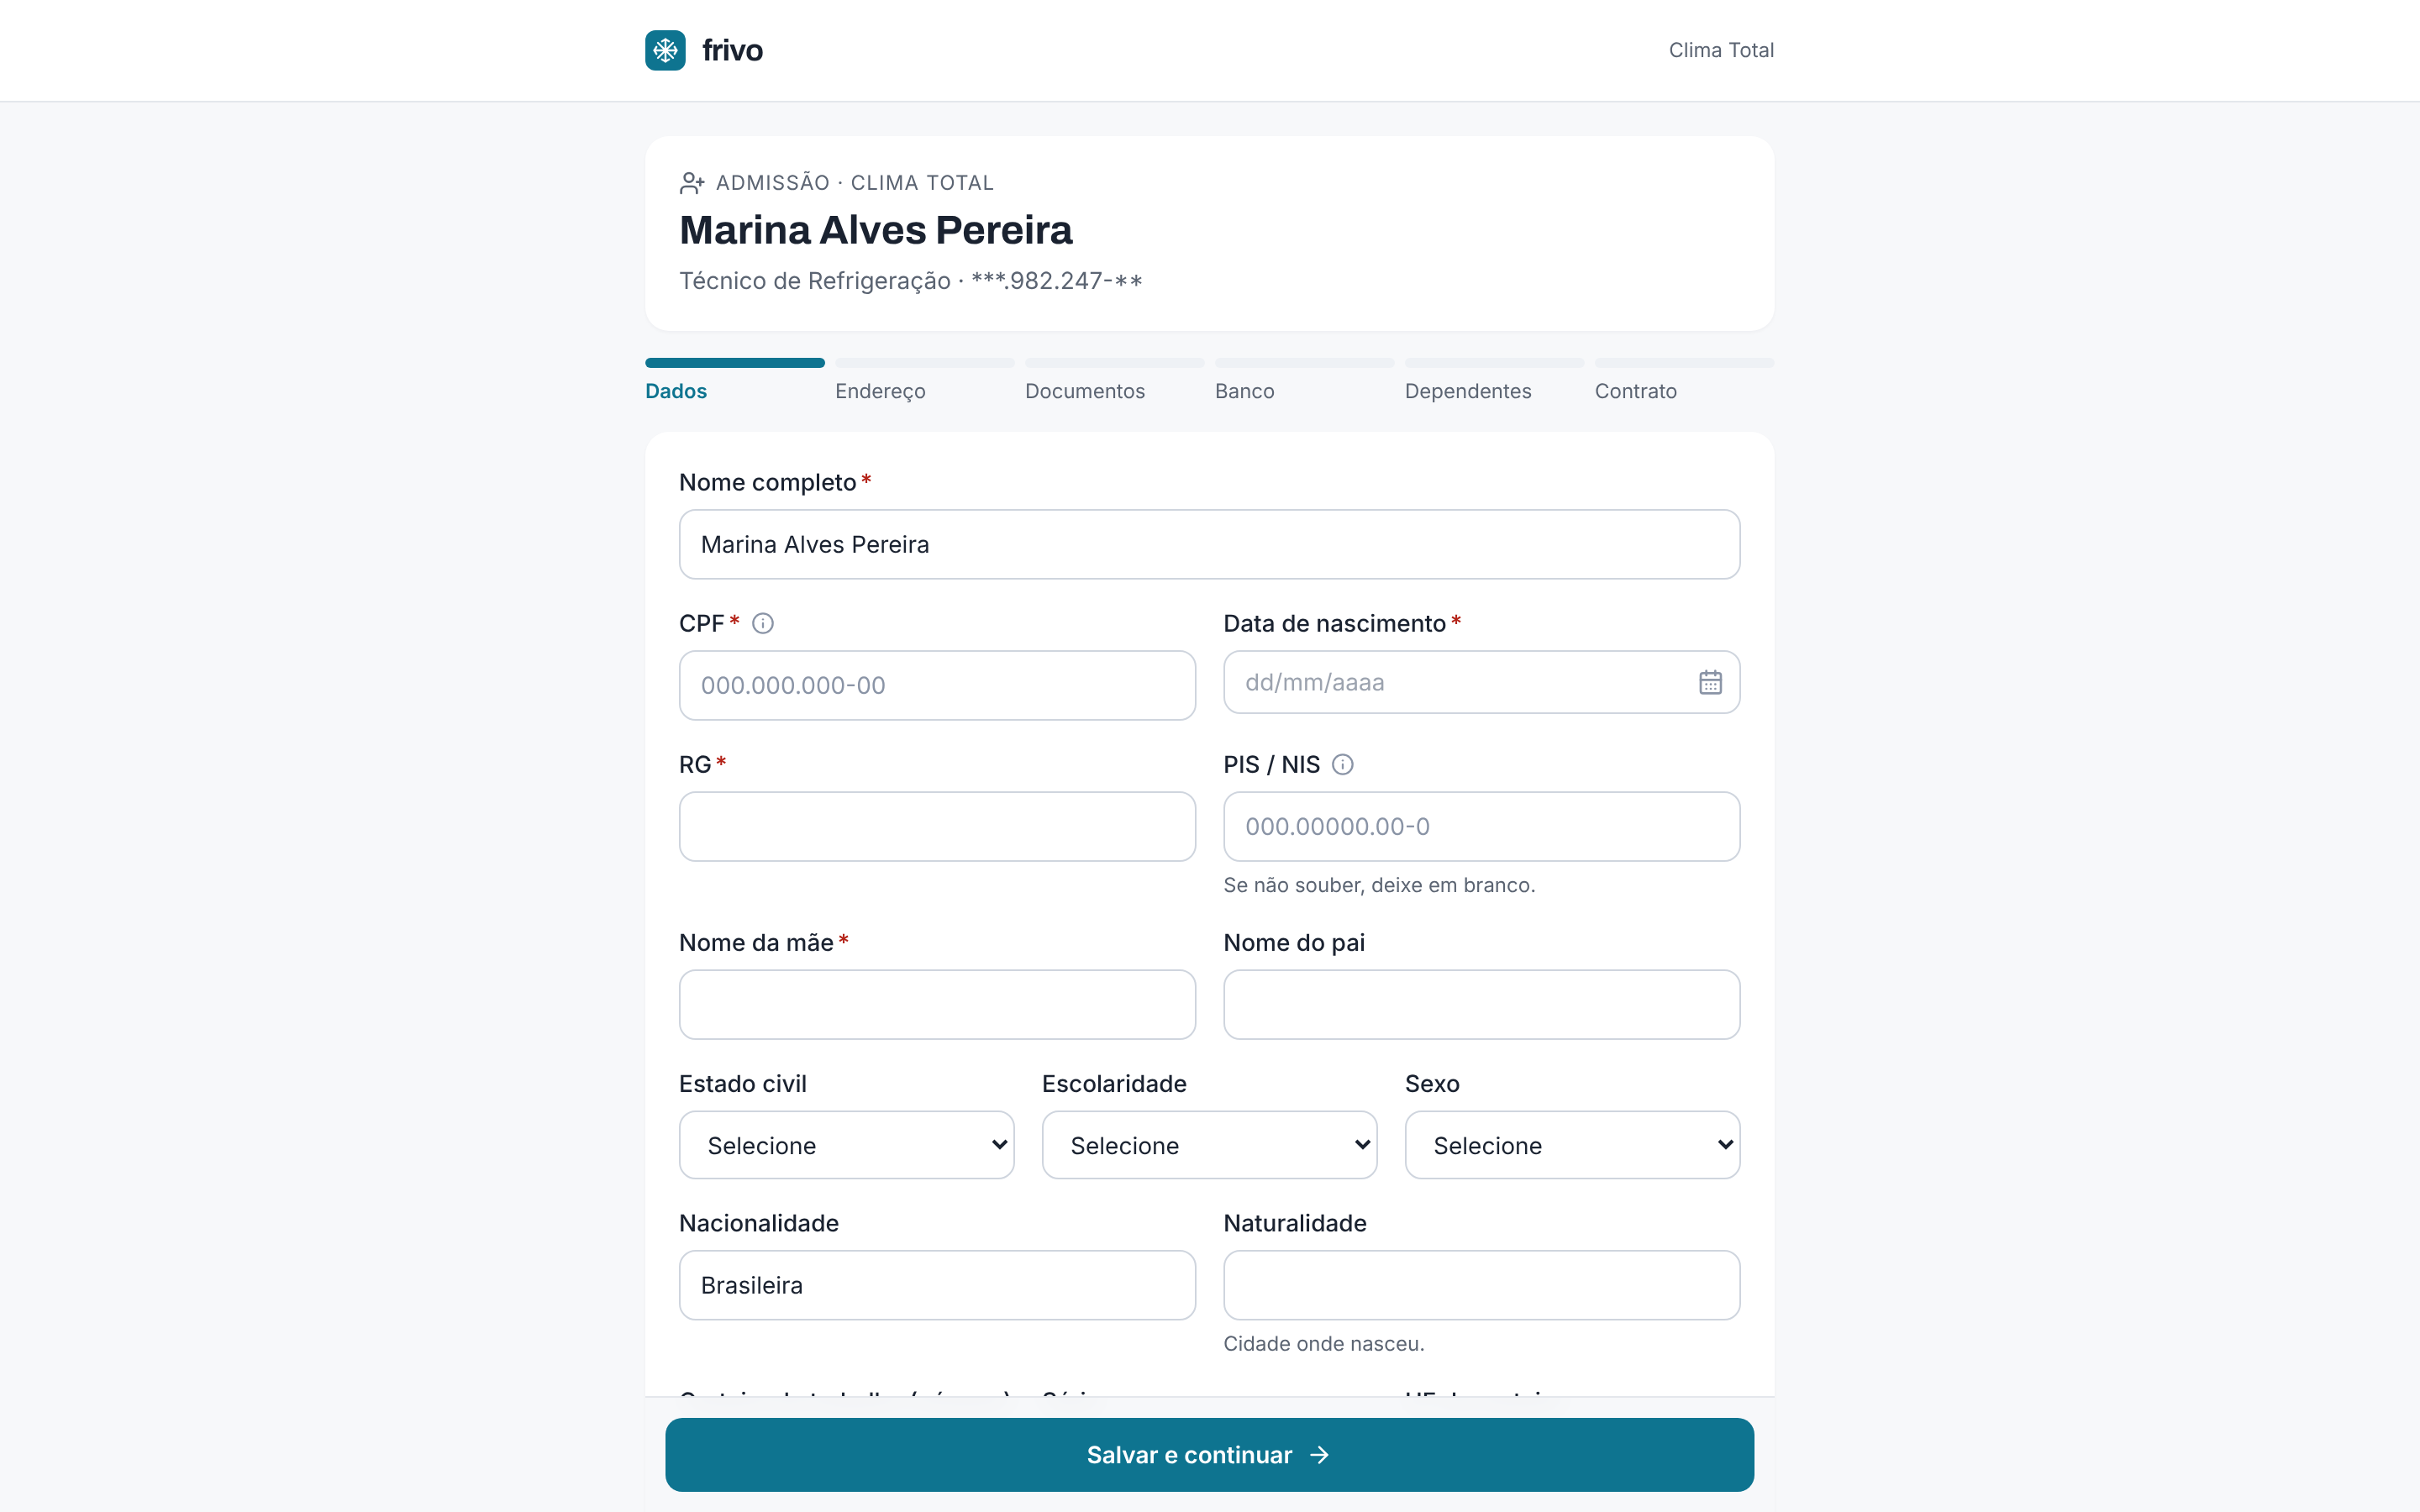 frivo
Clima Total
ADMISSÃO · CLIMA TOTAL
Marina Alves Pereira
Técnico de Refrigeração · ***.982.247-**
Dados
Endereço
Documentos
Banco
Dependentes
Contrato
Nome completo*
Marina Alves Pereira
CPF*
Data de nascimento*
000.000.000-00
dd/mm/aaaa
RG*
PIS / NIS
000.00000.00-0
Se não souber, deixe em branco.
Nome da mãe*
Nome do pai
Estado civil
Escolaridade
Sexo
Selecione
Selecione
Selecione
Nacionalidade
Naturalidade
Brasileira
Cidade onde nasceu.
Salvar e continuar →